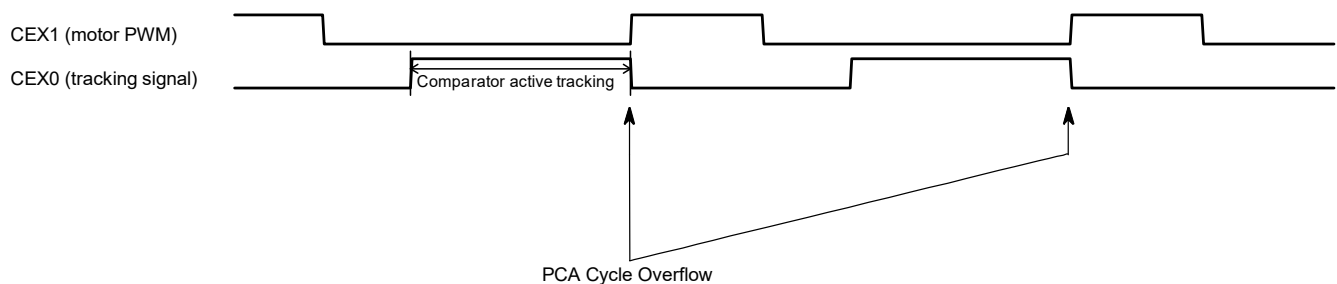 CEX1 (motor PWM)
CEX0 (tracking signal)
Comparator active tracking
PCA Cycle Overflow